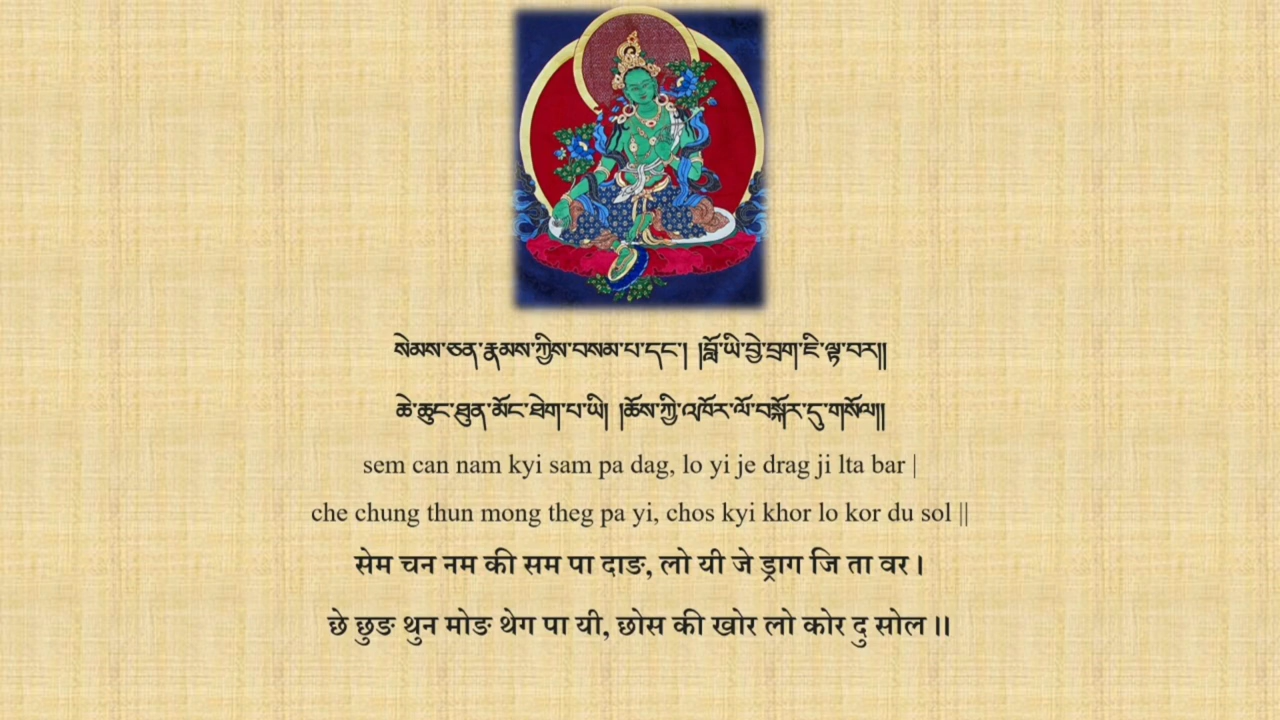 སེམས་ཅན་རྣམས་ཀྱིས་བསམ་པ་དང་། །བློ་ཡི་བྱེ་བྲག་ཇི་ལྟ་བར།།
ཆེ་ཆུང་ཐུན་མོང་ཐེག་པ་ཡི། །ཆོས་ཀྱི་འཁོར་ལོ་བསྐོར་དུ་གསོལ།།
sem can nam kyi sam pa dag, lo yi je drag ji lta bar |
che chung thun mong theg pa yi, chos kyi khor lo kor du sol ||
सेम चन नम की सम पा दाङ, लो यी जे ड्राग जि ता वर ।
छे छुङ थुन मोङ थेग पा यी, छोस की खोर लो कोर दु सोल ।।